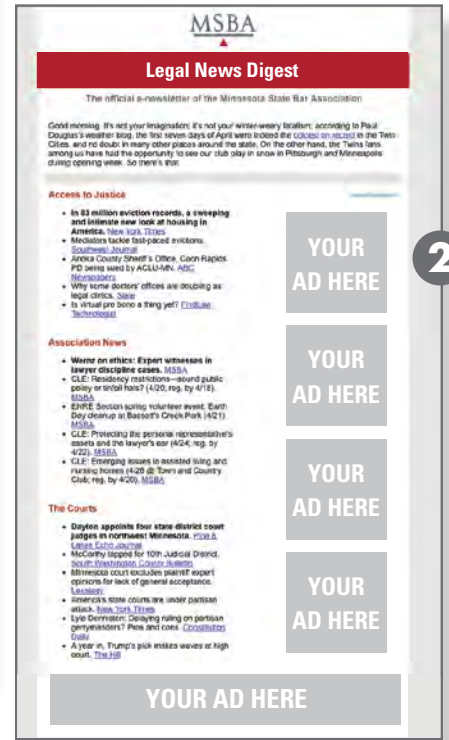 MSBA
Legal News Digest
The official e-newsletter of the Minnesota State Bar Association
Good morning. It's not your imagination; it's not your winter-weary fatalism; according to Paul
Douglas's weather blog, the first seven days of April were indeed the coldest on record in the Twin
Cities, and no doubt in many other places around the state. On the other hand, the Twins fans
among us have had the opportunity to see our club play in snow in Pittsburgh and Minneapolis
during opening week. So there's that.
Access to Justice
• In 83 million eviction records, a sweeping
and intimate new look at housing in
America. New York Times
• Mediators tackle fast-paced evictions.
Southwest Journal
• Anoka County Sheriff's Office, Coon Rapids
PD being sued by ACLU-MN. ABC
Newspapers
• Why some doctors' offices are doubling as
legal clinics. Slate
• Is virtual pro bono a thing yet? Findlaw
Technologist
YOUR
AD HERE
2
Association News
• Wernz on ethics: Expert witnesses in
lawyer discipline cases. MSBA
• CLE: Residency restrictions—sound public
policy or tinfoil hats? (4/20; reg. by 4/18).
MSBA
• ENRE Section spring volunteer event: Earth
Day cleanup at Bassett's Creek Park (4/21).
MSBA
• CLE: Protecting the personal representative's
assets and the lawyer's ear (4/24; reg. by
4/22). MSBA
• CLE: Emerging issues in assisted living and
nursing homes (4/26 @ Town and Country
Club; reg. by 4/20). MSBA
YOUR
AD HERE
YOUR
AD HERE
The Courts
• Dayton appoints four state district court
judges in northwest Minnesota. Pine &
Lakes Echo Journal
• McCarthy tapped for 10th Judicial District.
South Washington County Bulletin
• Minnesota court excludes plaintiff expert
opinions for lack of general acceptance.
Lexology
• America's state courts are under partisan
attack. New York Times
• Lyle Denniston: Delaying ruling on partisan
gerrymanders? Pros and cons. Constitution
Daily
• A year in, Trump's pick makes waves at high
court. The Hill
YOUR
AD HERE
YOUR AD HERE